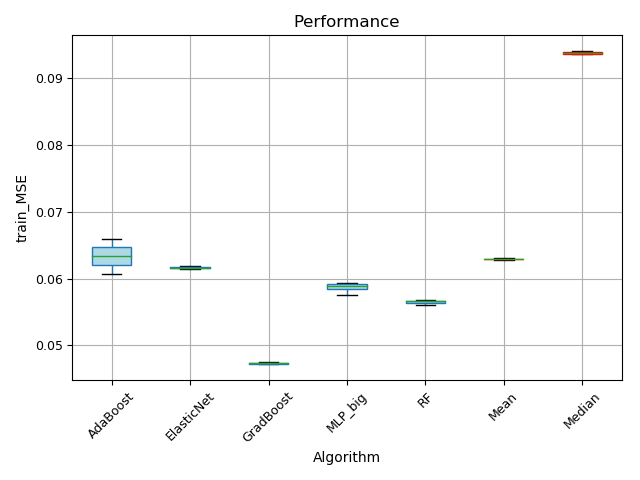 Performance
train_MSE
0.09
0.08
0.07
0.06
0.05
AdaBoost
ElasticNet
GradBoost
MLP_big
RF
Mean
Median
Algorithm